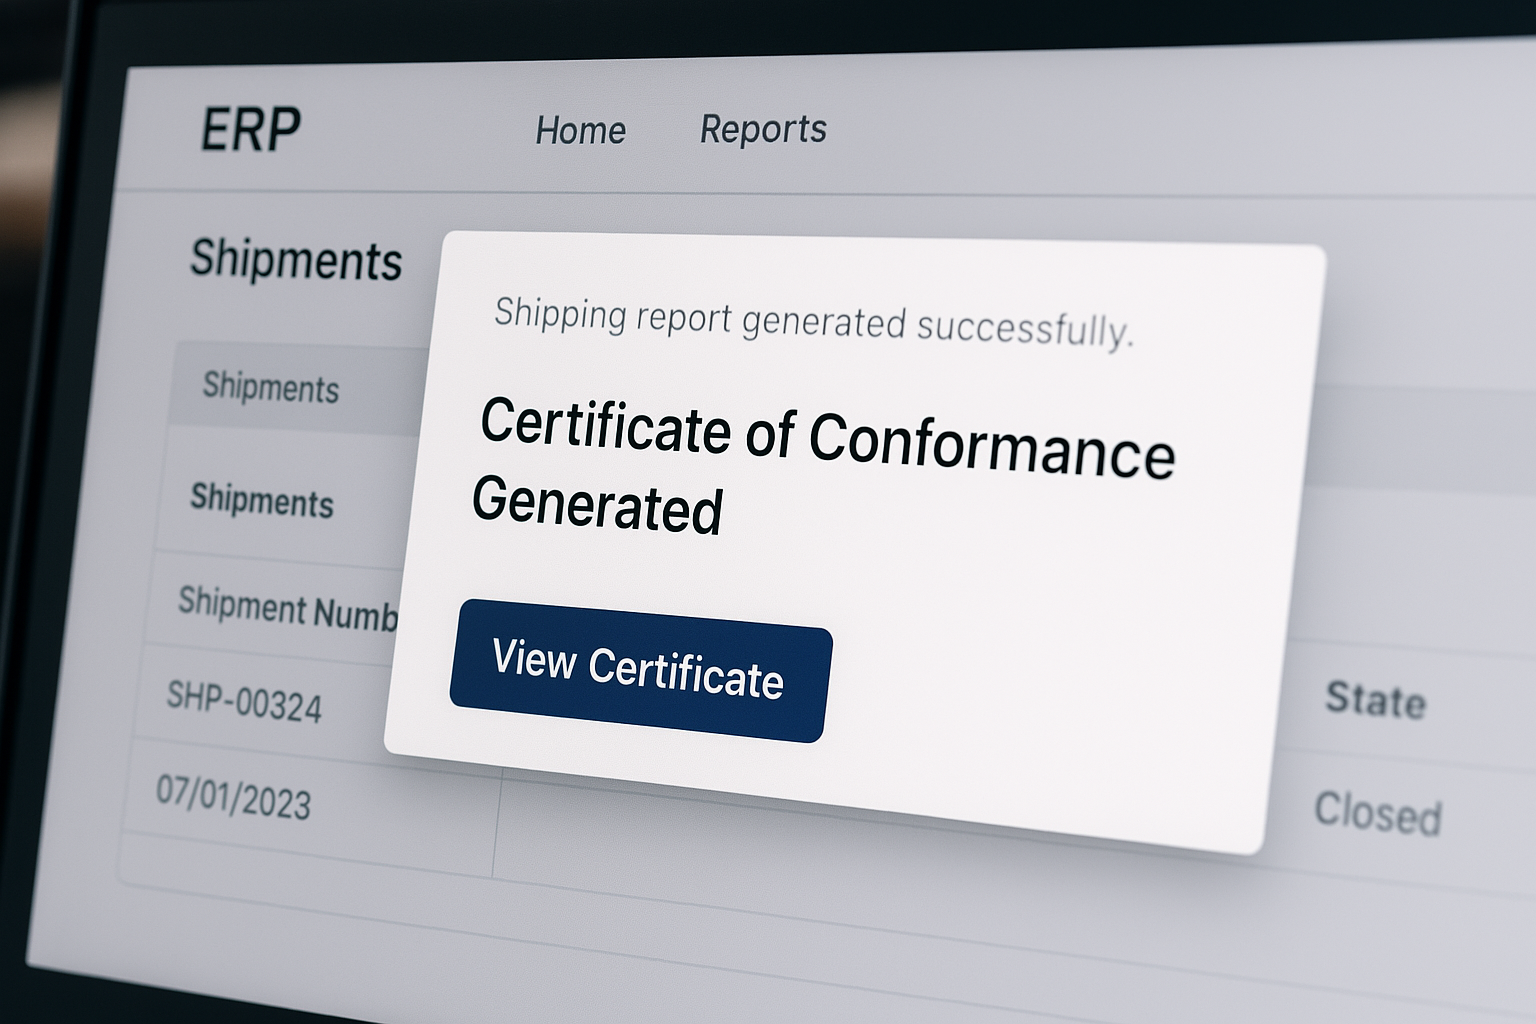 ERP
Home
Reports
Shipments
Shipping report generated successfully.
Certificate of Conformance
Generated
View Certificate
Shipments
Shipments
Shipment Numb
State
SHP-00324
Closed
07/01/2023